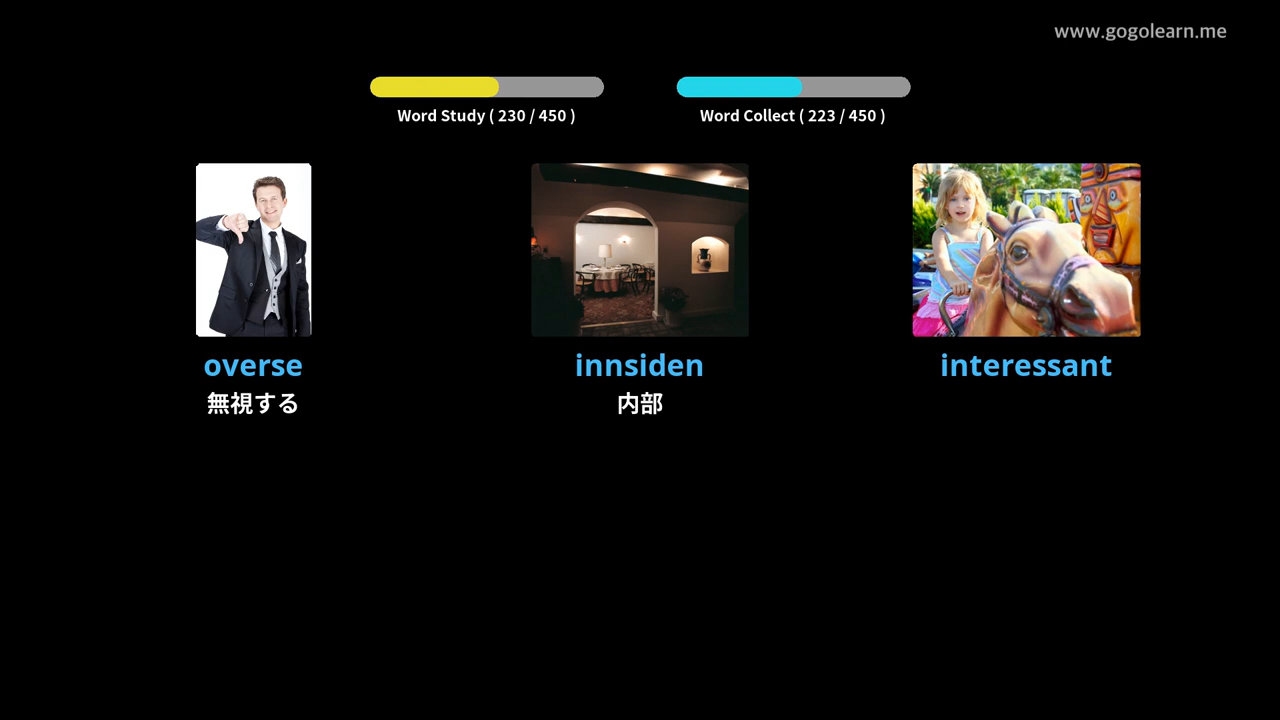 www.gogolearn.me
Word Study ( 230 / 450 )
Word Collect ( 223 / 450 )
overse
無視する
innsiden
内部
interessant